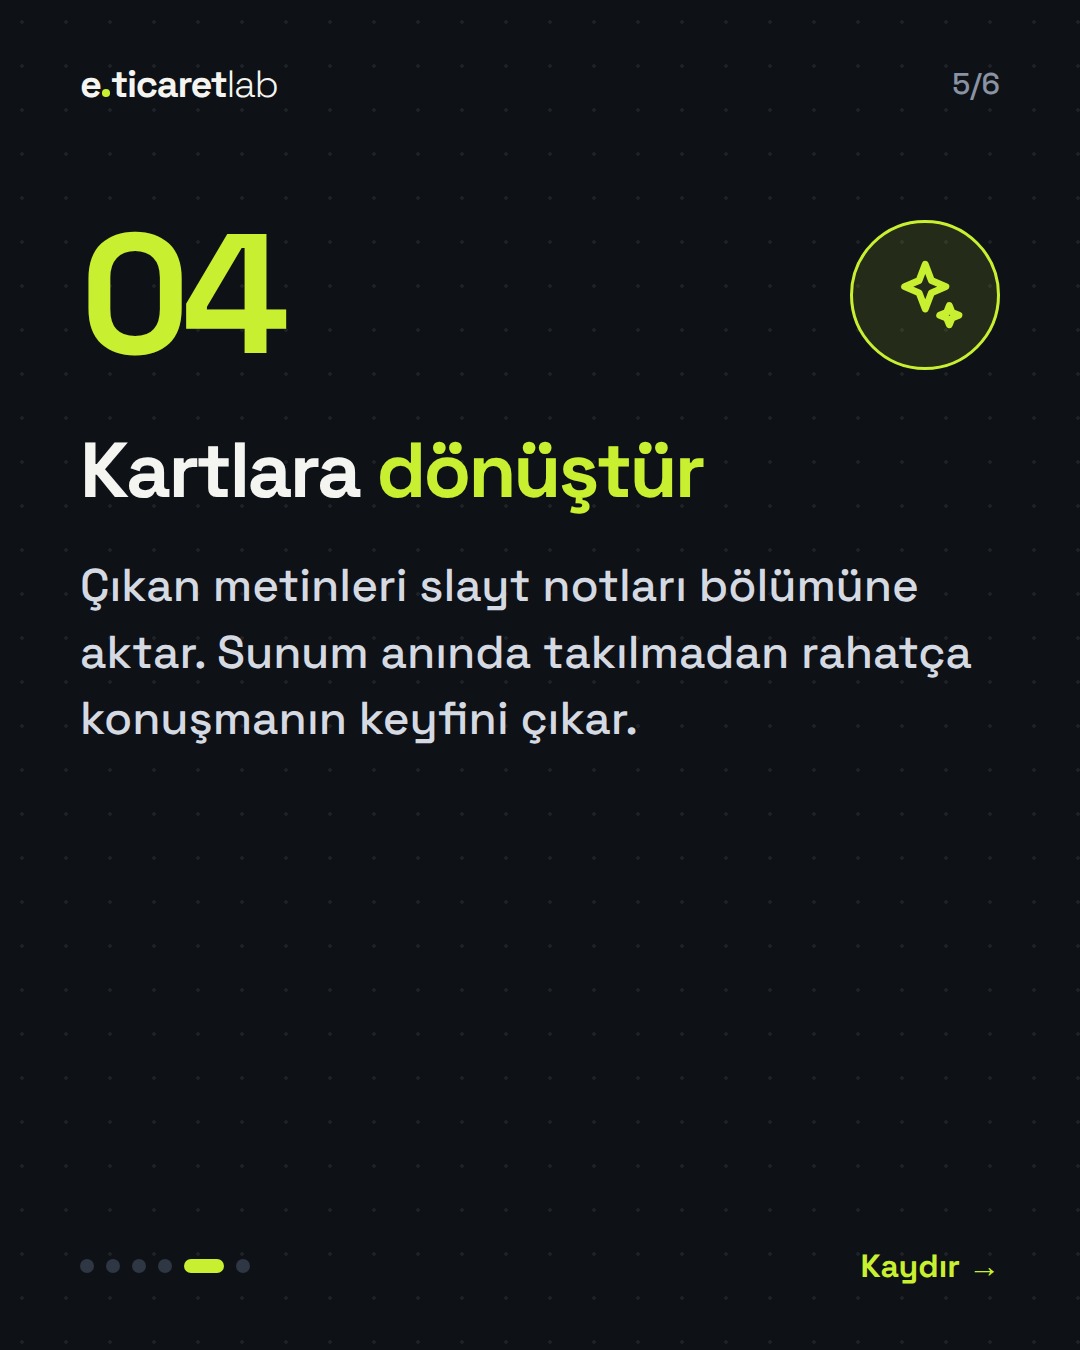 e.ticaretlab
5/6
04
Kartlara dönüştür
Çıkan metinleri slayt notları bölümüne
aktar. Sunum anında takılmadan rahatça
konuşmanın keyfini çıkar.
Kaydır →